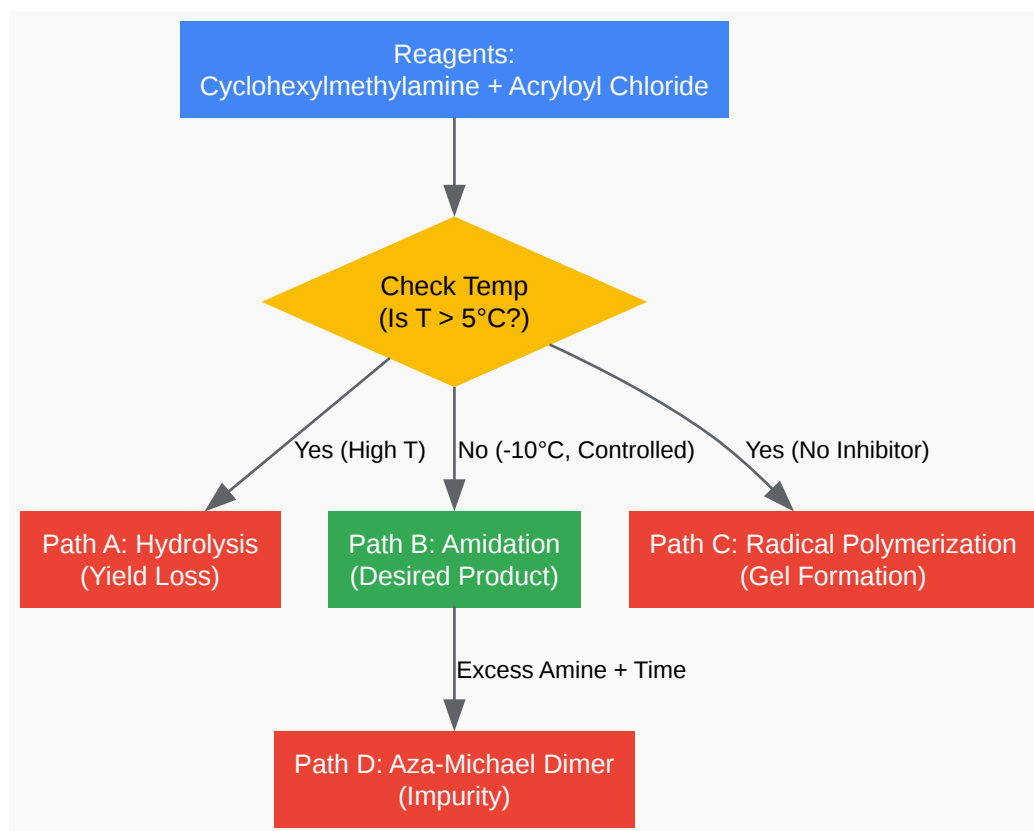 Reagents:
Cyclohexylmethylamine + Acryloyl Chloride
Check Temp
(Is T > 5°C?)
Yes (High T)
No (-10°C, Controlled)
Yes (No Inhibitor)
Path A: Hydrolysis
(Yield Loss)
Path B: Amidation
(Desired Product)
Path C: Radical Polymerization
(Gel Formation)
Excess Amine + Time
Path D: Aza-Michael Dimer
(Impurity)